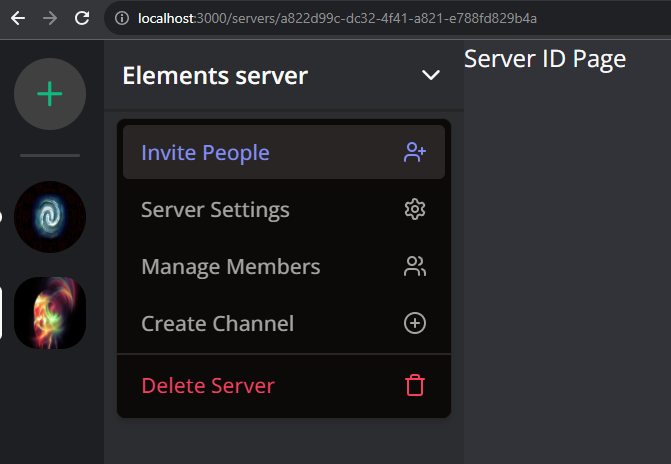 localhost:3000/servers/a822d99c-dc32-4f41-a821-e788fd829b4a
Elements server
Server ID Page
Invite People
Server Settings
Manage Members
Create Channel
Delete Server